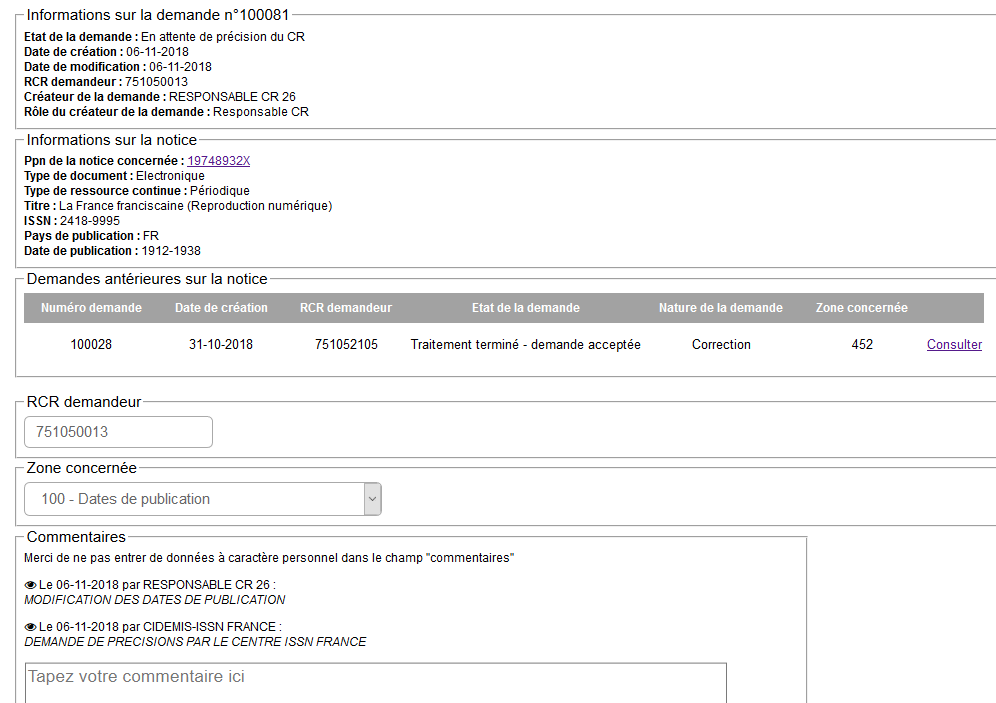 Informations sur la demande n°100081
Etat de la demande : En attente de précision du CR
Date de création : 06-11-2018
Date de modification : 06-11-2018
RCR demandeur : 751050013
Créateur de la demande : RESPONSABLE CR 26
Rôle du créateur de la demande : Responsable CR
Informations sur la notice
Ppn de la notice concernée : 19748932X
Type de document : Electronique
Type de ressource continue : Périodique
Titre : La France franciscaine (Reproduction numérique)
ISSN : 2418-9995
Pays de publication : FR
Date de publication : 1912-1938
Demandes antérieures sur la notice
Numéro demande Date de création RCR demandeur Etat de la demande Nature de la demande Zone concernée
100028 31-10-2018 751052105 Traitement terminé - demande acceptée Correction 452 Consulter
RCR demandeur
751050013
Zone concernée
100 - Dates de publication
Commentaires
Merci de ne pas entrer de données à caractère personnel dans le champ "commentaires"
Le 06-11-2018 par RESPONSABLE CR 26 :
MODIFICATION DES DATES DE PUBLICATION
Le 06-11-2018 par CIDEMIS-ISSN FRANCE :
DEMANDE DE PRECISIONS PAR LE CENTRE ISSN FRANCE
Tapez votre commentaire ici